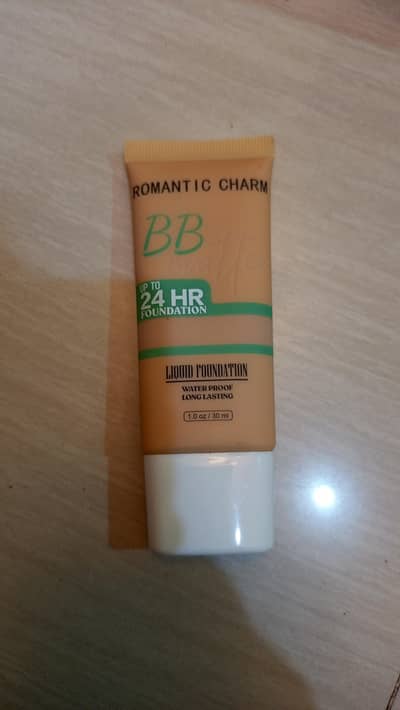 ROMANTIC CHARM
BB
UP TO
24 HR
FOUNDATION
LIQUID FOUNDATION
WATER PROOF
LONG LASTING
1.0 oz / 30 ml